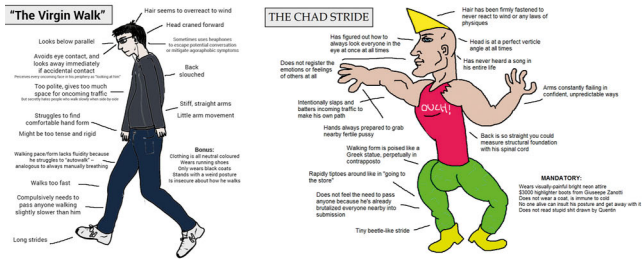 "The Virgin Walk"
Hair seems to overreact to wind
Head craned forward
Looks below parallel
Sometimes uses headphones
to escape potential conversation
or mitigate agoraphobic symptoms
Avoids eye contact, and
looks away immediately
if accidental contact
Back
slouched
Too polite, gives too much
space for oncoming traffic
But secretly hates people who walk slowly when side by side
Stiff, straight arms
Little arm movement
Struggles to find
comfortable hand form
Might be too tense and rigid
Walking pace/form lacks fluidity because
he struggles to "autowalk" –
analogous to always manually breathing
Bonus:
Clothing is all neutral coloured
Wears running shoes
Only wears black coats
Stands with a weird posture
Is insecure about how he walks
Walks too fast
Compulsively needs to
pass anyone walking
slightly slower than him
Long strides
THE CHAD STRIDE
Hair has been firmly fastened to
never react to wind or any laws of
physiques
Has figured out how to
always look everyone in the
eye at once at all times
Head is at a perfect verticle
angle at all times
Has never heard a song in
his entire life
Does not register the
emotions or feelings
of others at all
Arms constantly flailing in
confident, unpredictable ways
Intentionally slaps and
batters incoming traffic to
make his own path
OUCH!
Hands always prepared to grab
nearby fertile pussy
Back is so straight you could
measure structural foundation
with his spinal cord
Walking form is poised like a
Greek statue, perpetually in
contrapposto
Rapidly tiptoes around like in "going to
the store"
MANDATORY:
Wears visually-painful bright neon attire
$3000 highlighter boots from Giuseepe Zanotti
Does not wear a coat, is immune to cold
No one alive can insult his posture and get away with it
Does not read stupid shit drawn by Quentin
Does not feel the need to pass
anyone because he's already
brutalized everyone nearby into
submission
Tiny beetle-like stride